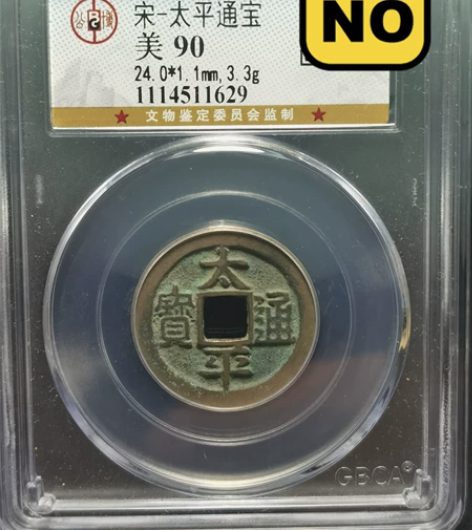 宋-太平通宝
NO
美 90
24.0*1.1mm,3.3g
1114511629
★ 文物鉴定委员会监制 ★
太
寶 通
平
GBCA®